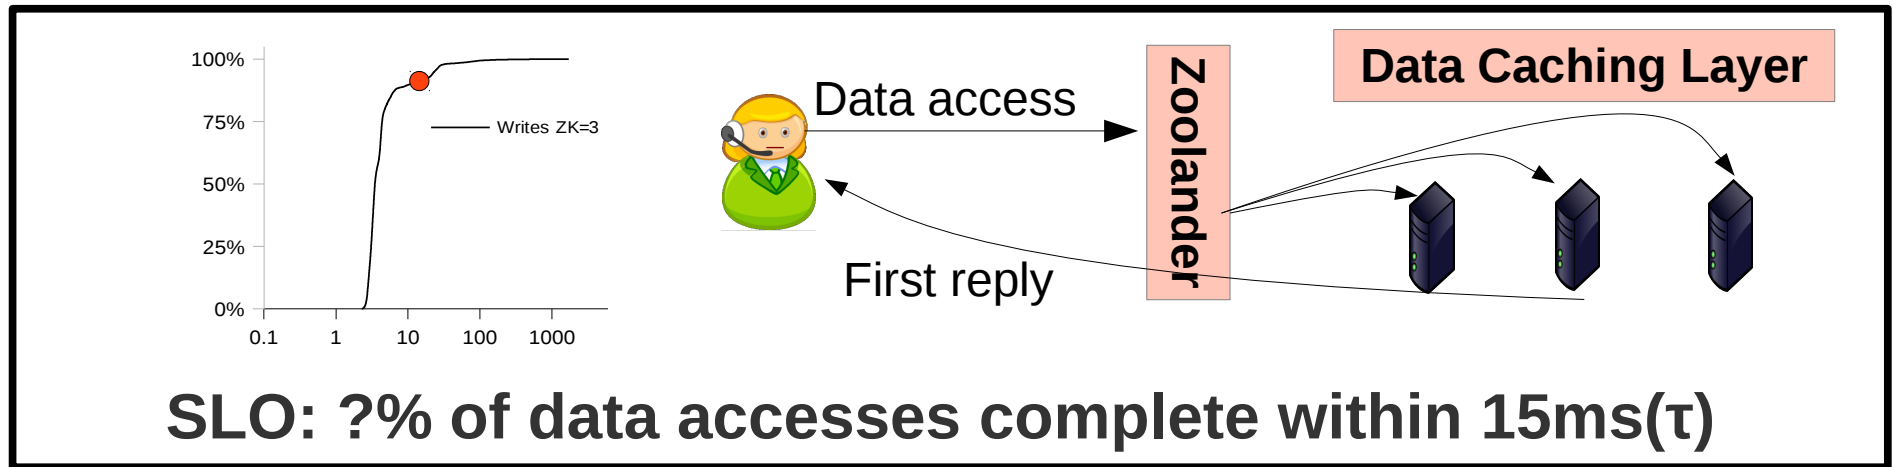 100%
75%
50%
25%
0%
0.1 1 10 100 1000
Writes ZK=3
Data access
First reply
Zoolander
Data Caching Layer
SLO: ?% of data accesses complete within 15ms(τ)